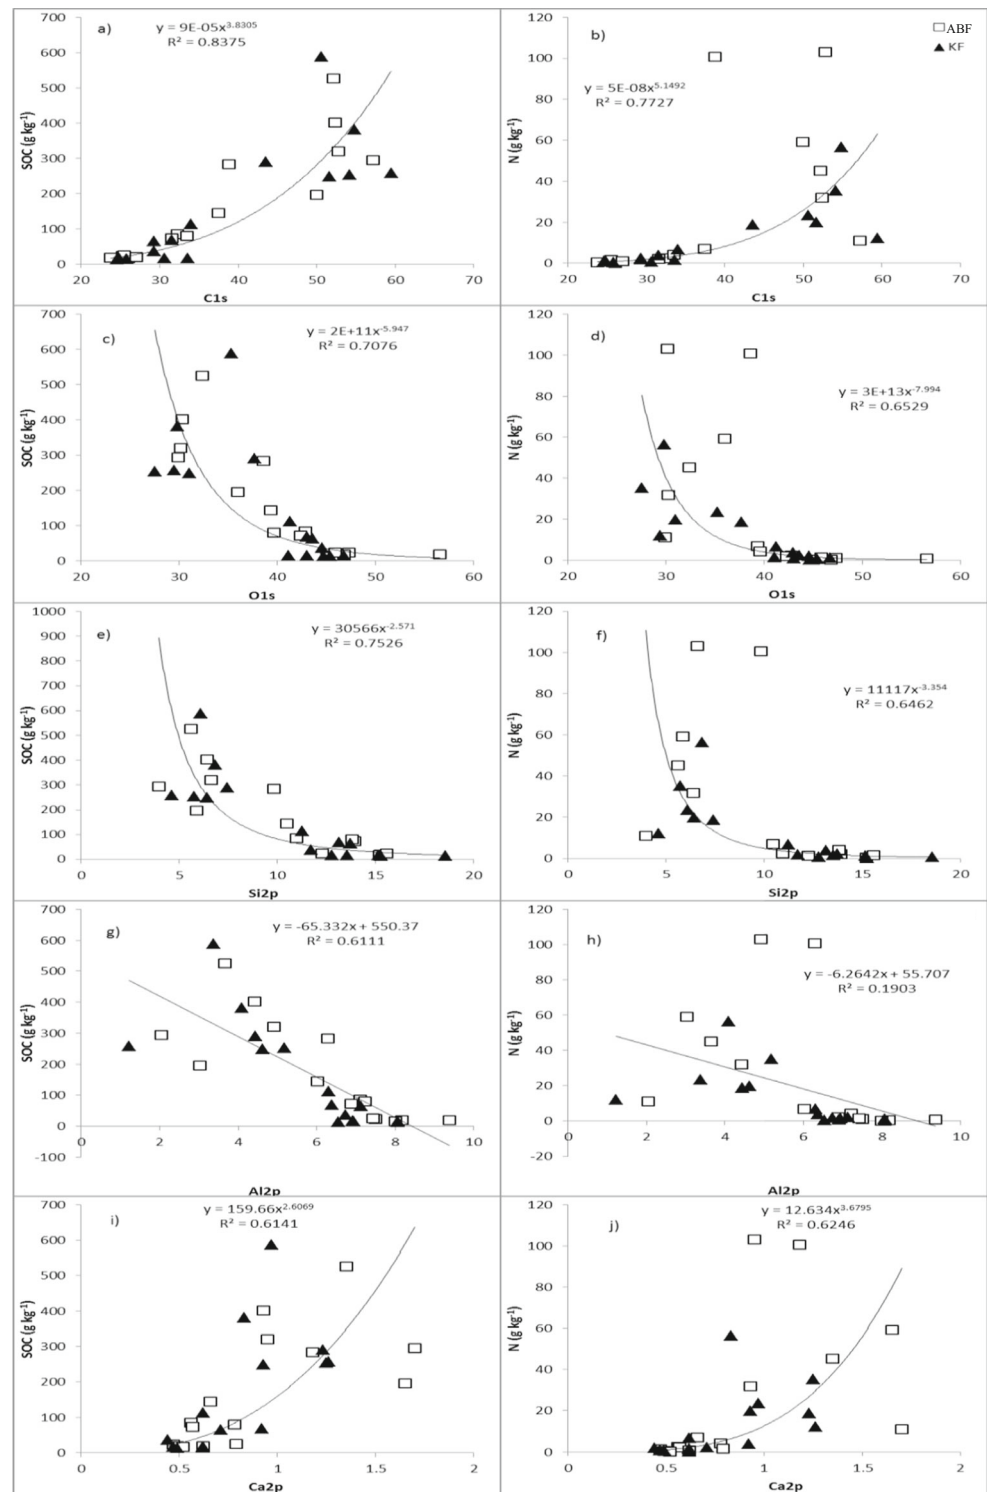 a)
y = 9E-05x^3.8305
R² = 0.8375
SOC (g kg⁻¹)
700
600
500
400
300
200
100
0
20 30 40 50 60 70
C1s
b)
□ABF
▲ KF
y = 5E-08x^5.1492
R² = 0.7727
N (g kg⁻¹)
120
100
80
60
40
20
0
20 30 40 50 60 70
C1s
c)
y = 2E+11x^-5.947
R² = 0.7076
SOC (g kg⁻¹)
700
600
500
400
300
200
100
0
20 30 40 50 60
O1s
d)
y = 3E+13x^-7.994
R² = 0.6529
N (g kg⁻¹)
120
100
80
60
40
20
0
20 30 40 50 60
O1s
e)
y = 30566x^-2.571
R² = 0.7526
SOC (g kg⁻¹)
1000
900
800
700
600
500
400
300
200
100
0
0 5 10 15 20
Si2p
f)
y = 11117x^-3.354
R² = 0.6462
N (g kg⁻¹)
120
100
80
60
40
20
0
0 5 10 15 20
Si2p
g)
y = -65.332x + 550.37
R² = 0.6111
SOC (g kg⁻¹)
700
600
500
400
300
200
100
0
-100
0 2 4 6 8 10
Al2p
h)
y = -6.2642x + 55.707
R² = 0.1903
N (g kg⁻¹)
120
100
80
60
40
20
0
-20
0 2 4 6 8 10
Al2p
i)
y = 159.66x^2.6069
R² = 0.6141
SOC (g kg⁻¹)
700
600
500
400
300
200
100
0
0 0.5 1 1.5 2
Ca2p
j)
y = 12.634x^3.6795
R² = 0.6246
N (g kg⁻¹)
120
100
80
60
40
20
0
0 0.5 1 1.5 2
Ca2p